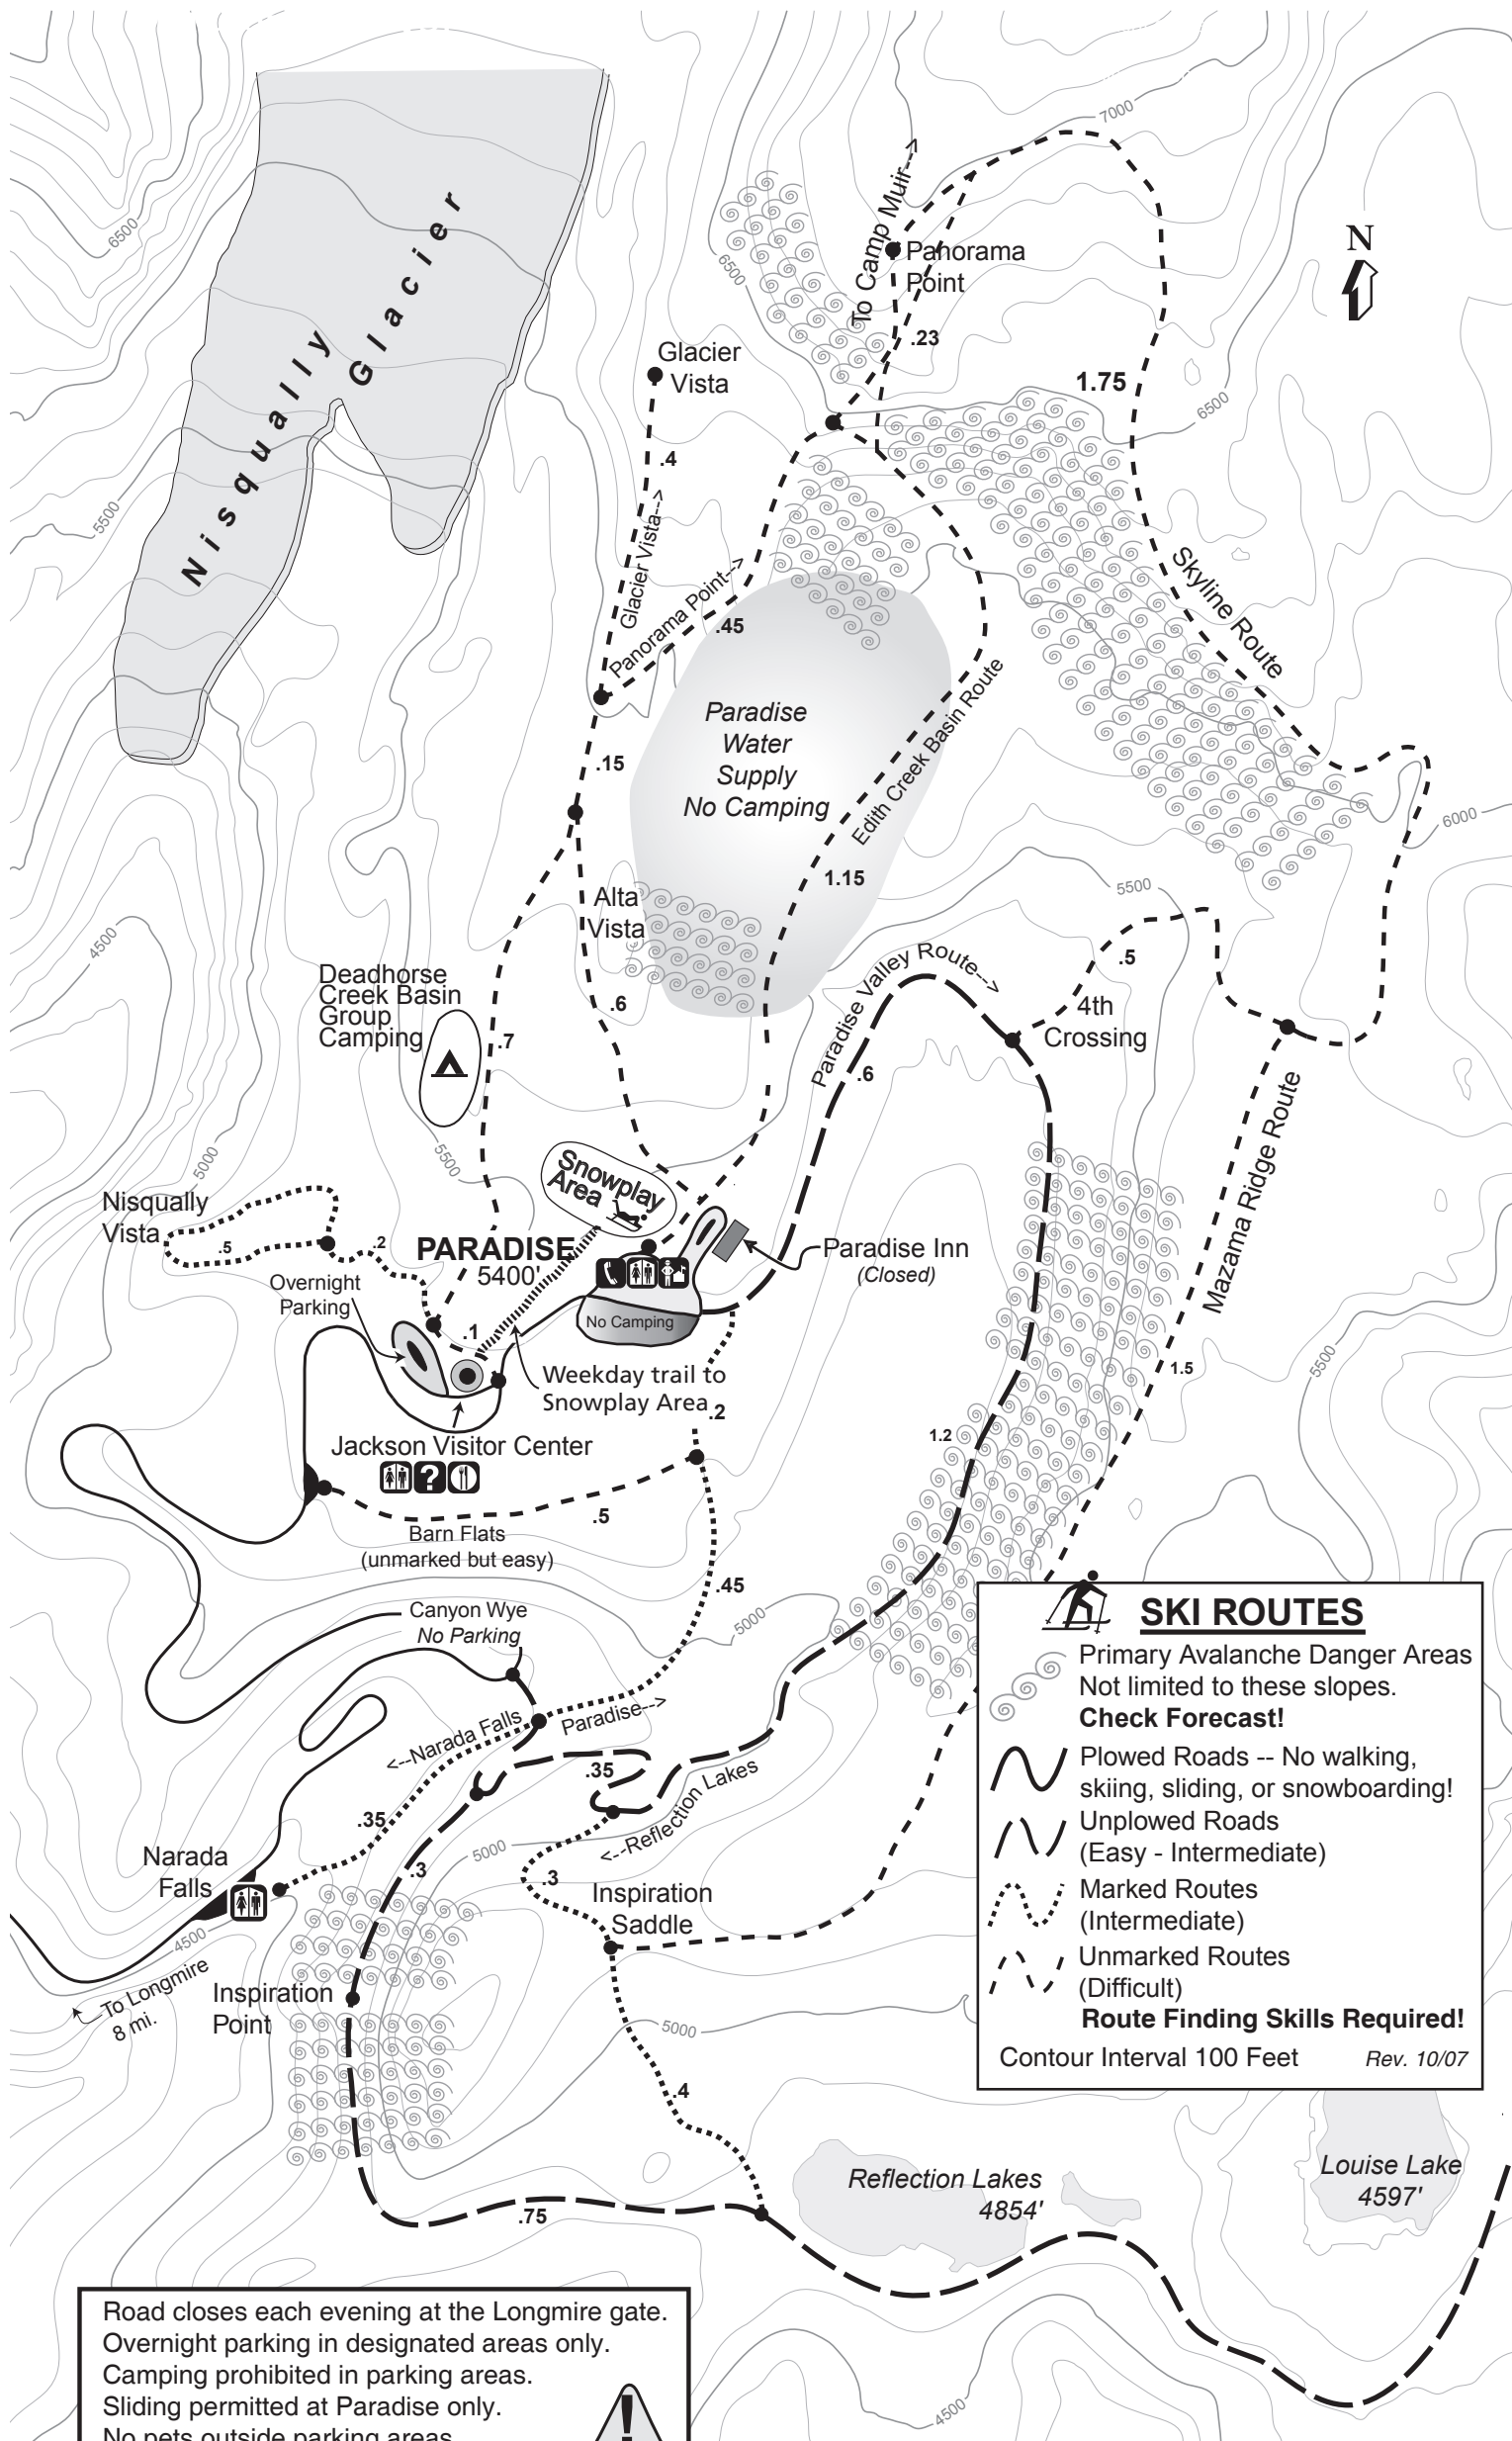 7000
6500
N
To Camp Muir-->
Panorama
Point
6500
.23
Nisqually
Glacier
Glacier
Vista
1.75
6500
.4
5500
Glacier Vista-->
Panorama Point-->
.45
Skyline Route
Paradise
Water
Supply
No Camping
Edith Creek Basin Route
.15
6000
1.15
5500
Alta
Vista
4500
Paradise Valley Route-->
.5
Deadhorse
Creek Basin
Group
Camping
.6
4th
Crossing
.7
.6
Mazama Ridge Route
5000
5500
Snowplay
Area
Nisqually
Vista
.5
.2
PARADISE
5400'
Paradise Inn
(Closed)
Overnight
Parking
No Camping
.1
Weekday trail to
Snowplay Area
.2
1.5
5500
1.2
Jackson Visitor Center
?
.5
Barn Flats
(unmarked but easy)
.45
Canyon Wye
No Parking
5000
<--Narada Falls
Paradise-->
.35
<--Reflection Lakes
.35
5000
Narada
Falls
.3
.3
Inspiration
Saddle
4500
To Longmire
8 mi.
Inspiration
Point
5000
.4
SKI ROUTES
Primary Avalanche Danger Areas
Not limited to these slopes.
Check Forecast!
Plowed Roads -- No walking,
skiing, sliding, or snowboarding!
Unplowed Roads
(Easy - Intermediate)
Marked Routes
(Intermediate)
Unmarked Routes
(Difficult)
Route Finding Skills Required!
Contour Interval 100 Feet
Rev. 10/07
Reflection Lakes
4854'
Louise Lake
4597'
.75
4500
Road closes each evening at the Longmire gate.
Overnight parking in designated areas only.
Camping prohibited in parking areas.
Sliding permitted at Paradise only.
No pets outside parking areas
!